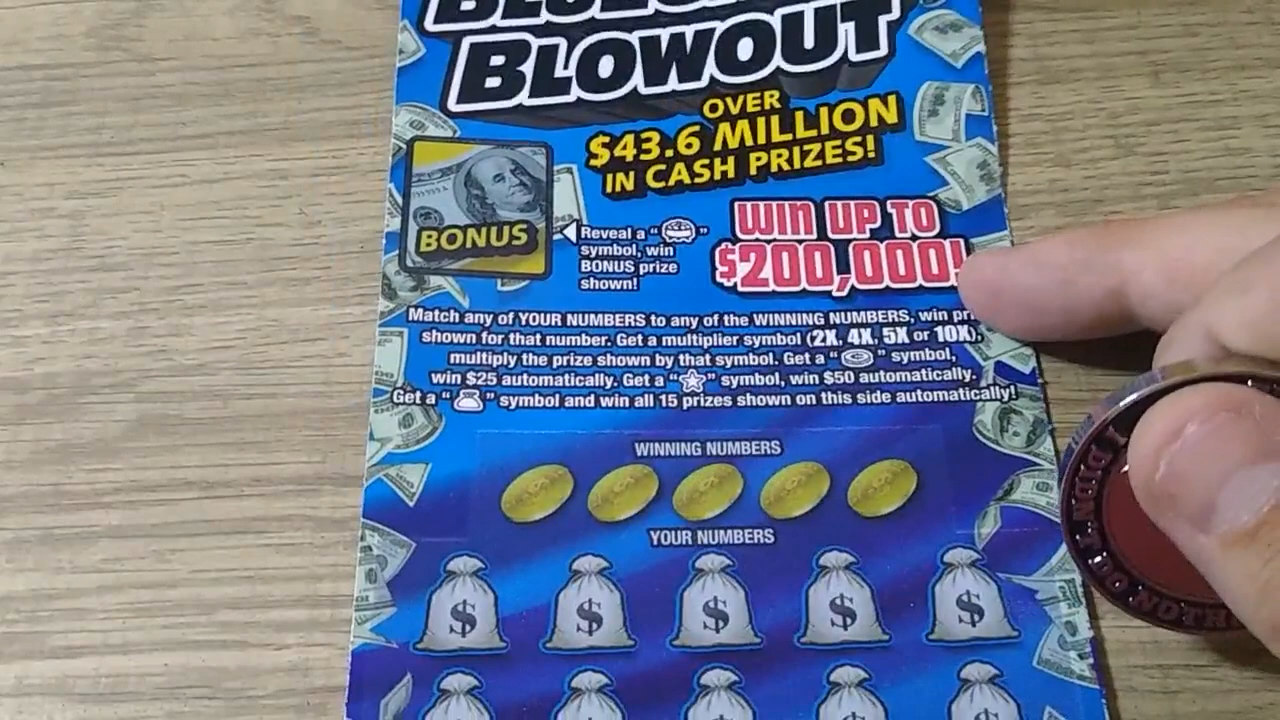 BLOWOUT
OVER
$43.6 MILLION
IN CASH PRIZES!
BONUS
Reveal a " "
symbol, win
BONUS prize
shown!
WIN UP TO
$200,000!
Match any of YOUR NUMBERS to any of the WINNING NUMBERS, win pri
shown for that number. Get a multiplier symbol (2X, 4X, 5X or 10X),
multiply the prize shown by that symbol. Get a " " symbol,
win $25 automatically. Get a " " symbol, win $50 automatically.
Get a " " symbol and win all 15 prizes shown on this side automatically!
WINNING NUMBERS
YOUR NUMBERS
$ $ $ $ $
I DIDN'T DO NOTH